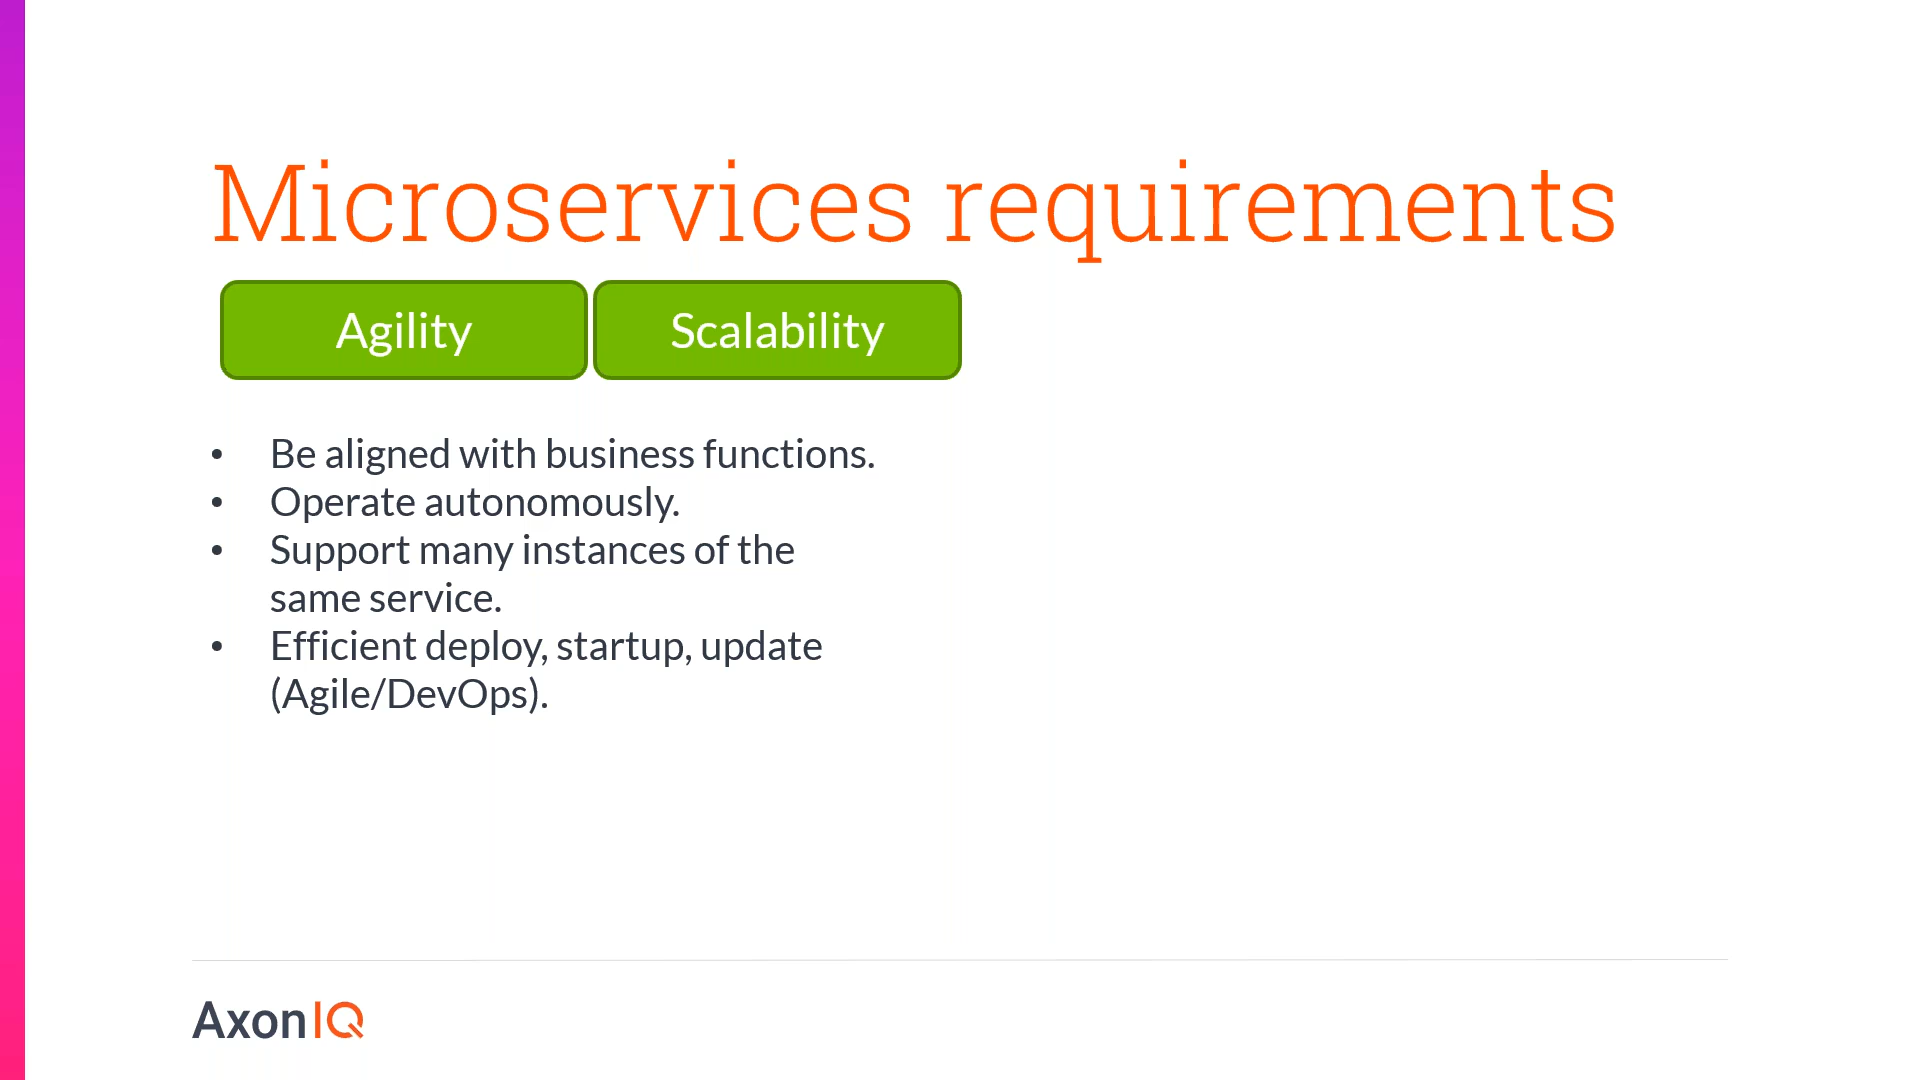 Microservices requirements
Agility Scalability
• Be aligned with business functions.
• Operate autonomously.
• Support many instances of the
same service.
• Efficient deploy, startup, update
(Agile/DevOps).
AxonIQ